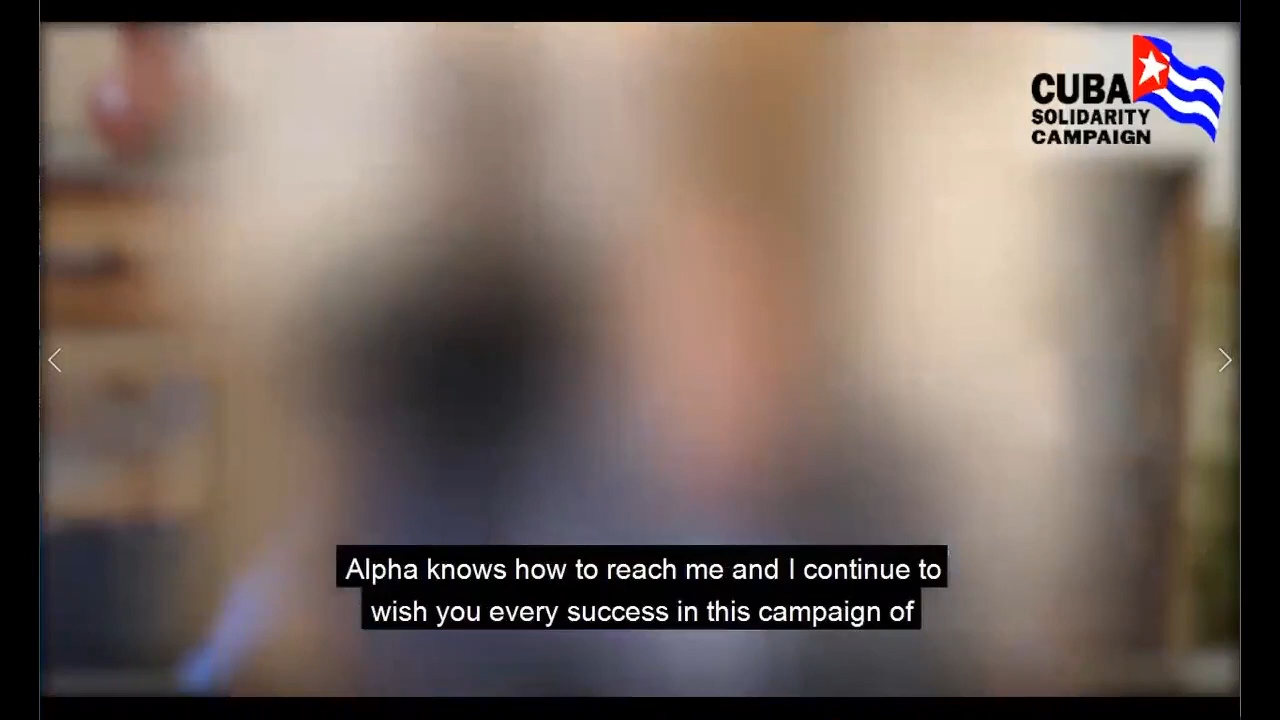 CUBA
SOLIDARITY
CAMPAIGN
Alpha knows how to reach me and I continue to
wish you every success in this campaign of